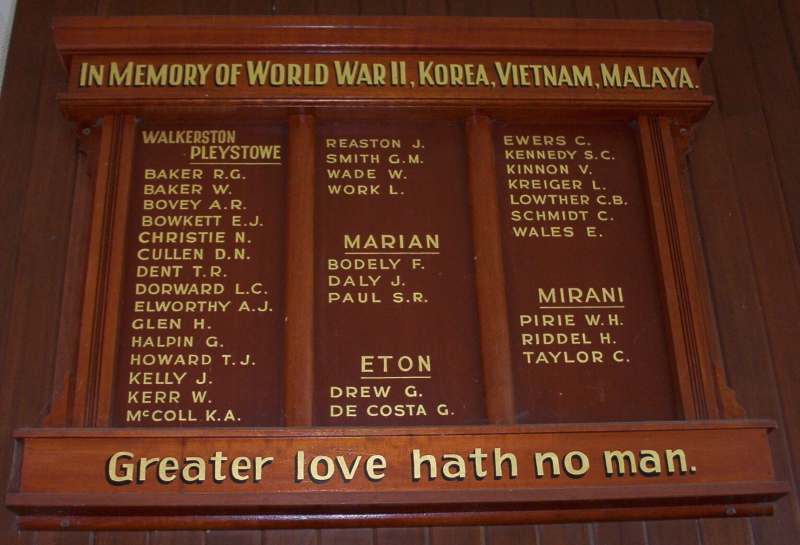 IN MEMORY OF WORLD WAR II, KOREA, VIETNAM, MALAYA.
WALKERSTON
PLEYSTOWE
BAKER R.G.
BAKER W.
BOVEY A.R.
BOWKETT E.J.
CHRISTIE N.
CULLEN D.N.
DENT T.R.
DORWARD L.C.
ELWORTHY A.J.
GLEN H.
HALPIN G.
HOWARD T.J.
KELLY J.
KERR W.
McCOLL K.A.
REASTON J.
SMITH G.M.
WADE W.
WORK L.
MARIAN
BODELY F.
DALY J.
PAUL S.R.
ETON
DREW G.
DE COSTA G.
EWERS C.
KENNEDY S.C.
KINNON V.
KREIGER L.
LOWTHER C.B.
SCHMIDT C.
WALES E.
MIRANI
PIRIE W.H.
RIDDEL H.
TAYLOR C.
Greater love hath no man.